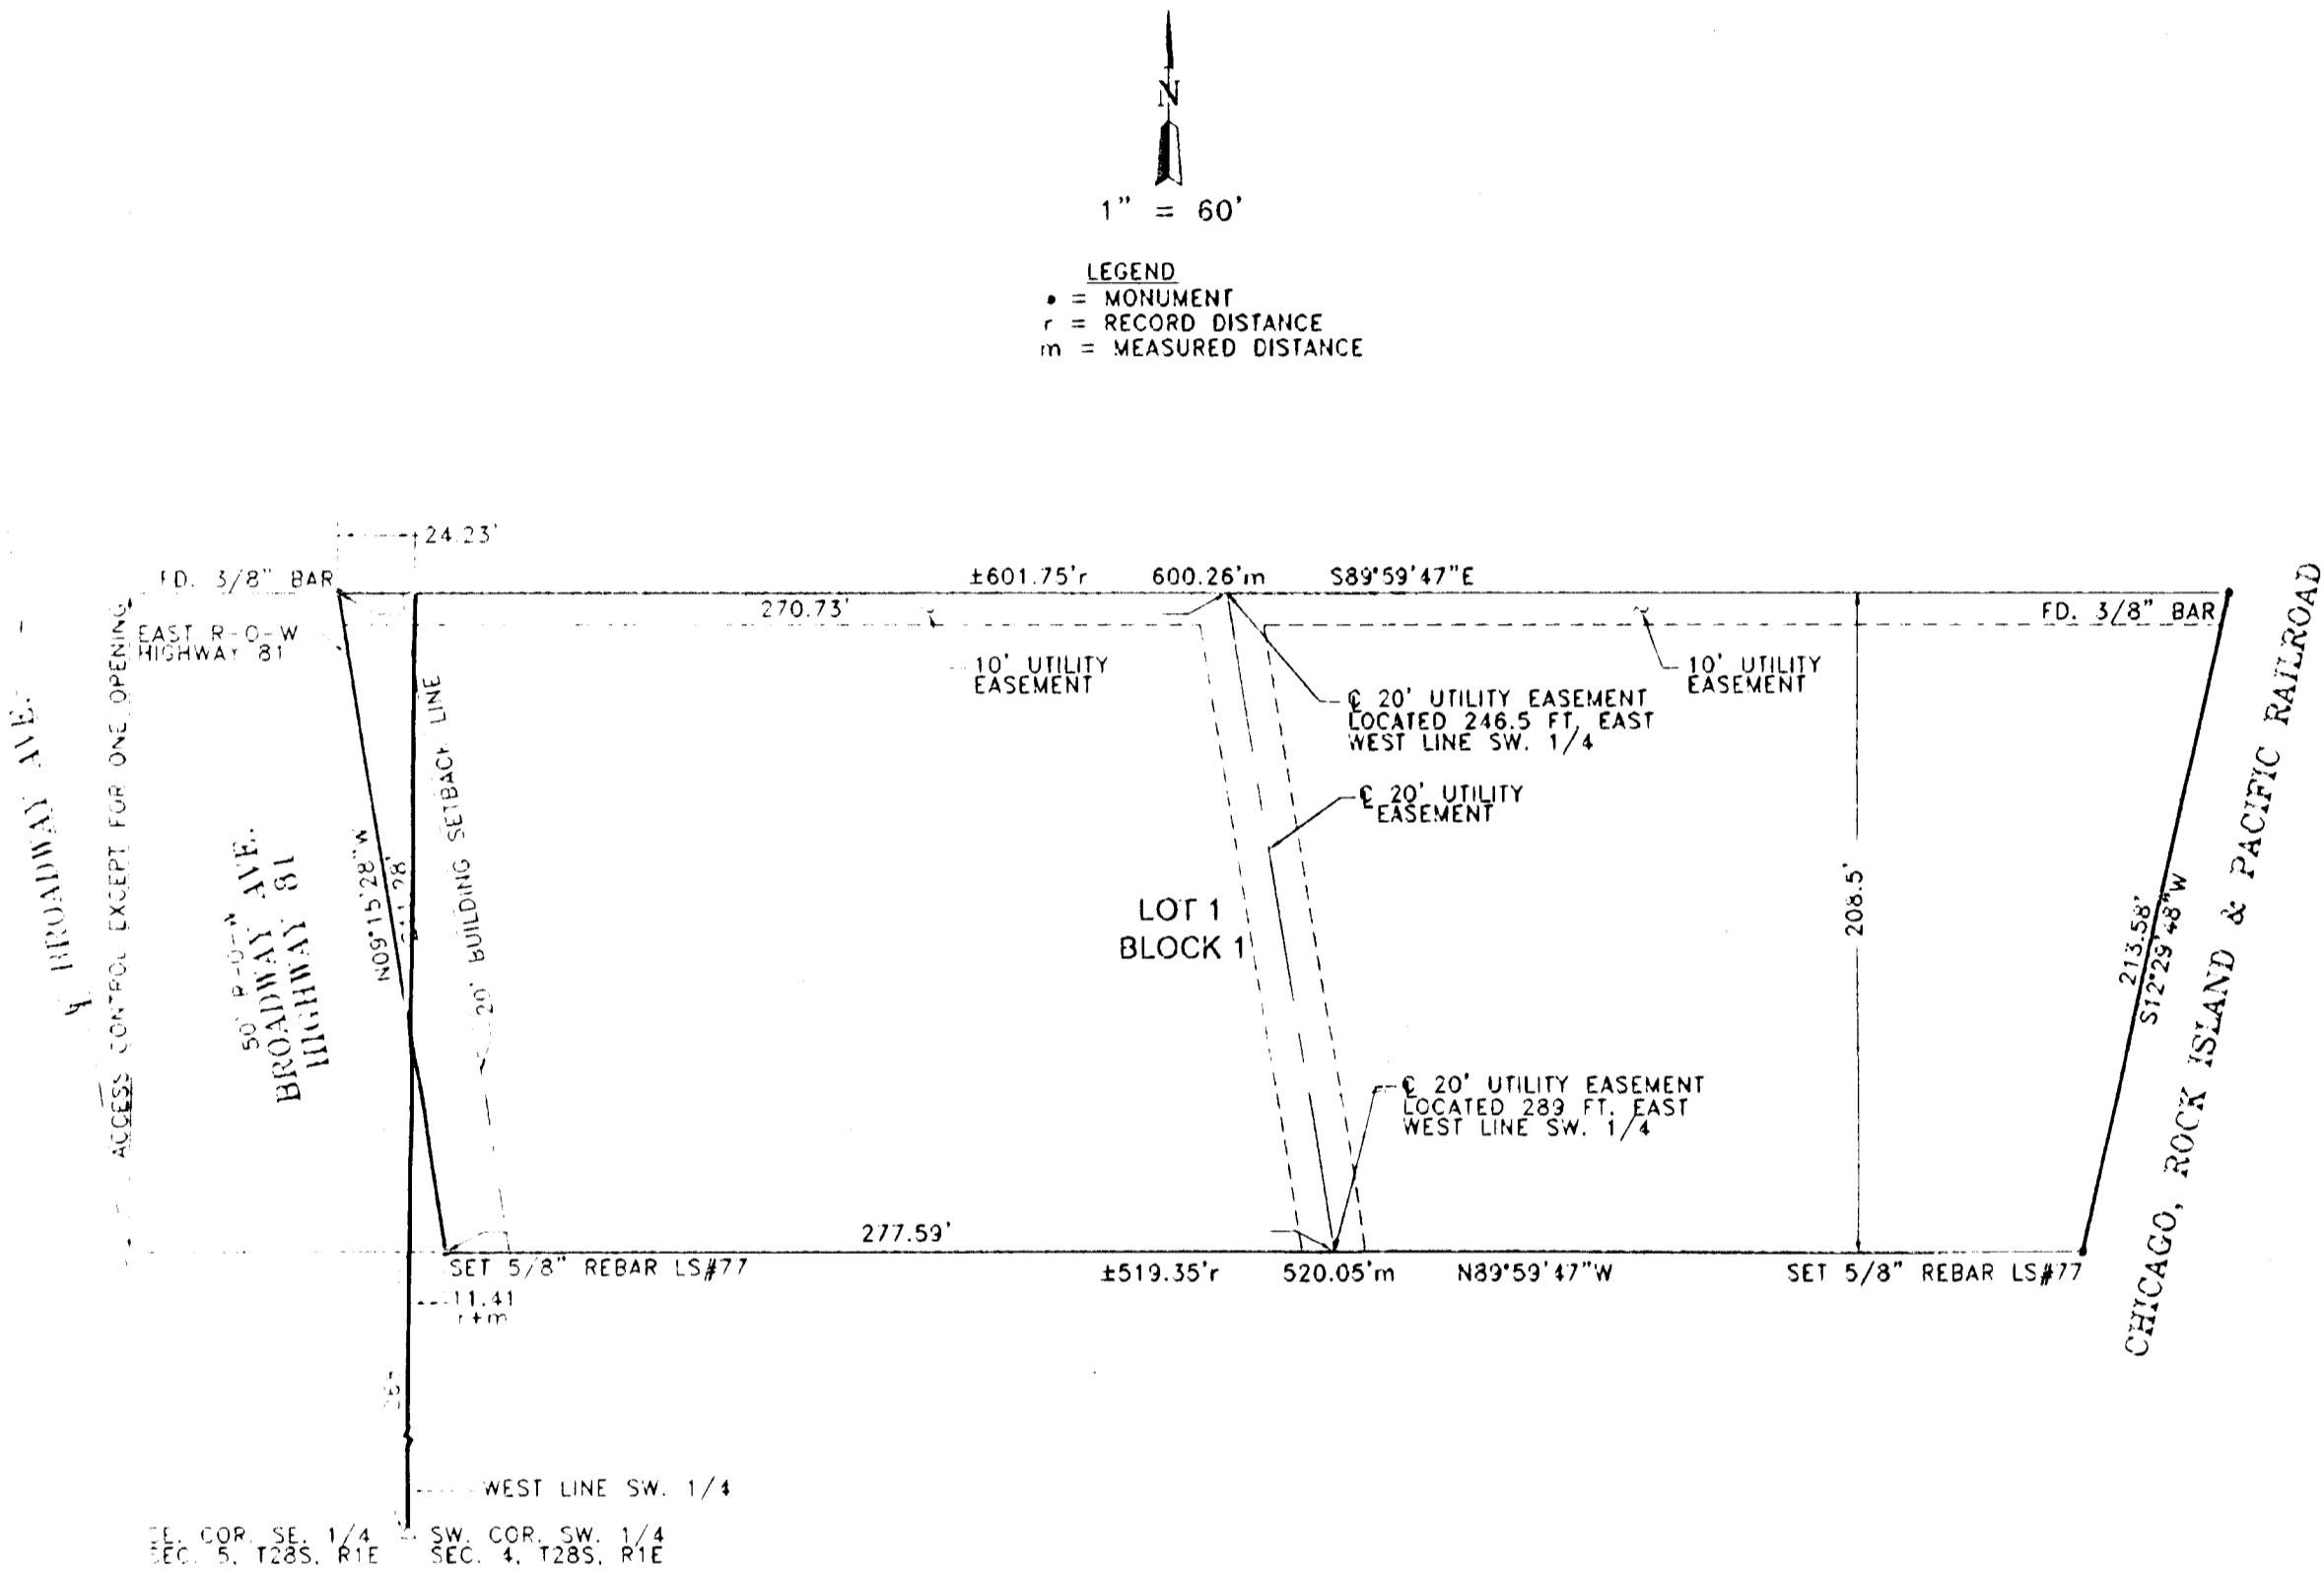 N
1" = 60'
LEGEND
• = MONUMENT
r = RECORD DISTANCE
m = MEASURED DISTANCE
24.23'
FD. 3/8" BAR
±601.75'r 600.26'm S89°59'47"E
270.73'
FD. 3/8" BAR
EAST R-O-W
HIGHWAY 81
10' UTILITY
EASEMENT
10' UTILITY
EASEMENT
℄ 20' UTILITY EASEMENT
LOCATED 246.5 FT. EAST
WEST LINE SW. 1/4
℄ 20' UTILITY
EASEMENT
℄ BROADWAY AVE.
ACCESS CONTROL EXCEPT FOR ONE OPENING
50' R-O-W
BROADWAY AVE.
HIGHWAY 81
N09°15'28"W
20' BUILDING SETBACK LINE
LOT 1
BLOCK 1
208.5'
213.58'
S12°29'48"W
CHICAGO, ROCK ISLAND & PACIFIC RAILROAD
℄ 20' UTILITY EASEMENT
LOCATED 289 FT. EAST
WEST LINE SW. 1/4
277.59'
SET 5/8" REBAR LS#77
±519.35'r 520.05'm N89°59'47"W
SET 5/8" REBAR LS#77
11.41
r+m
WEST LINE SW. 1/4
COR. SE. 1/4
SEC. 5, T28S, R1E
SW. COR. SW. 1/4
SEC. 4, T28S, R1E